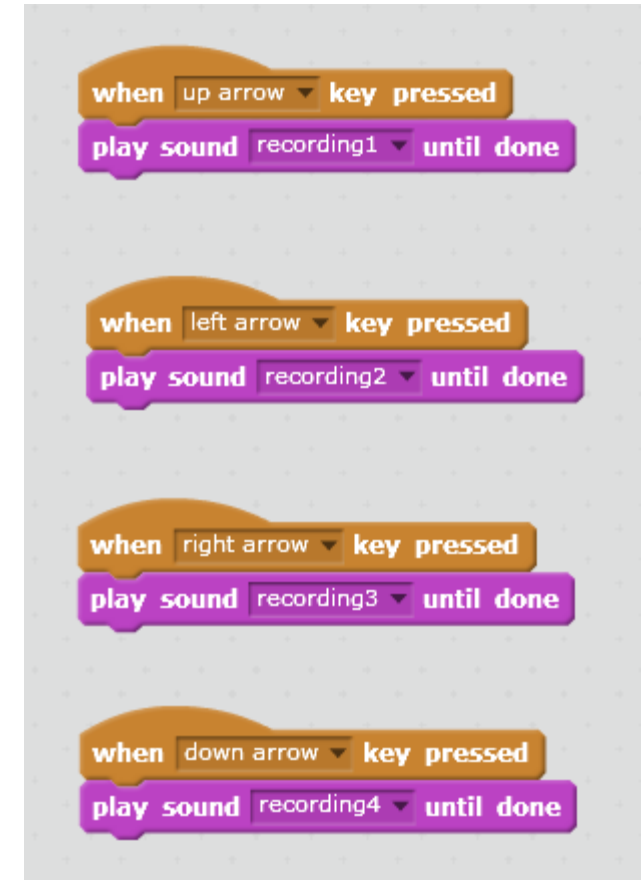 when up arrow key pressed
play sound recording1 until done
when left arrow key pressed
play sound recording2 until done
when right arrow key pressed
play sound recording3 until done
when down arrow key pressed
play sound recording4 until done